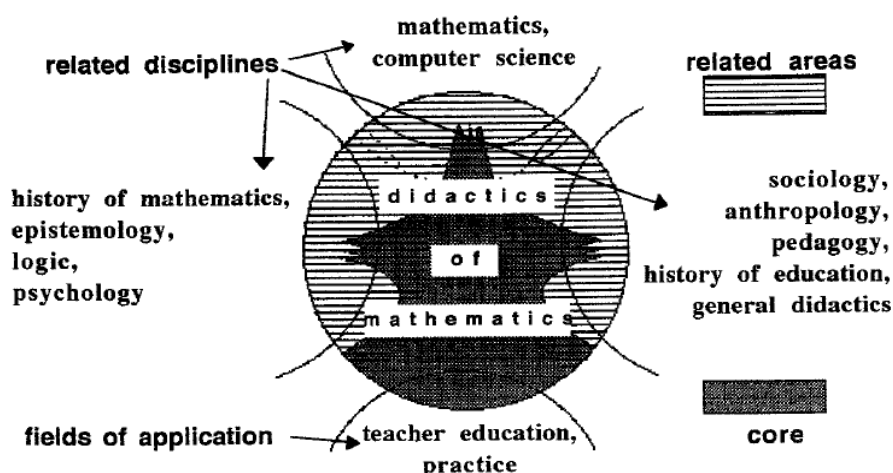 mathematics,
computer science
related disciplines
related areas
history of mathematics,
epistemology,
logic,
psychology
didactics
of
mathematics
sociology,
anthropology,
pedagogy,
history of education,
general didactics
fields of application
teacher education,
practice
core